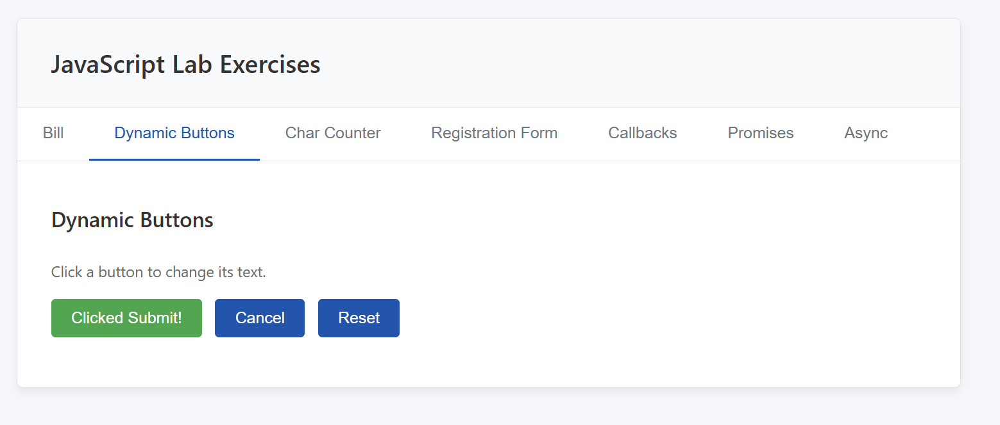 JavaScript Lab Exercises
Bill Dynamic Buttons Char Counter Registration Form Callbacks Promises Async
Dynamic Buttons
Click a button to change its text.
Clicked Submit! Cancel Reset